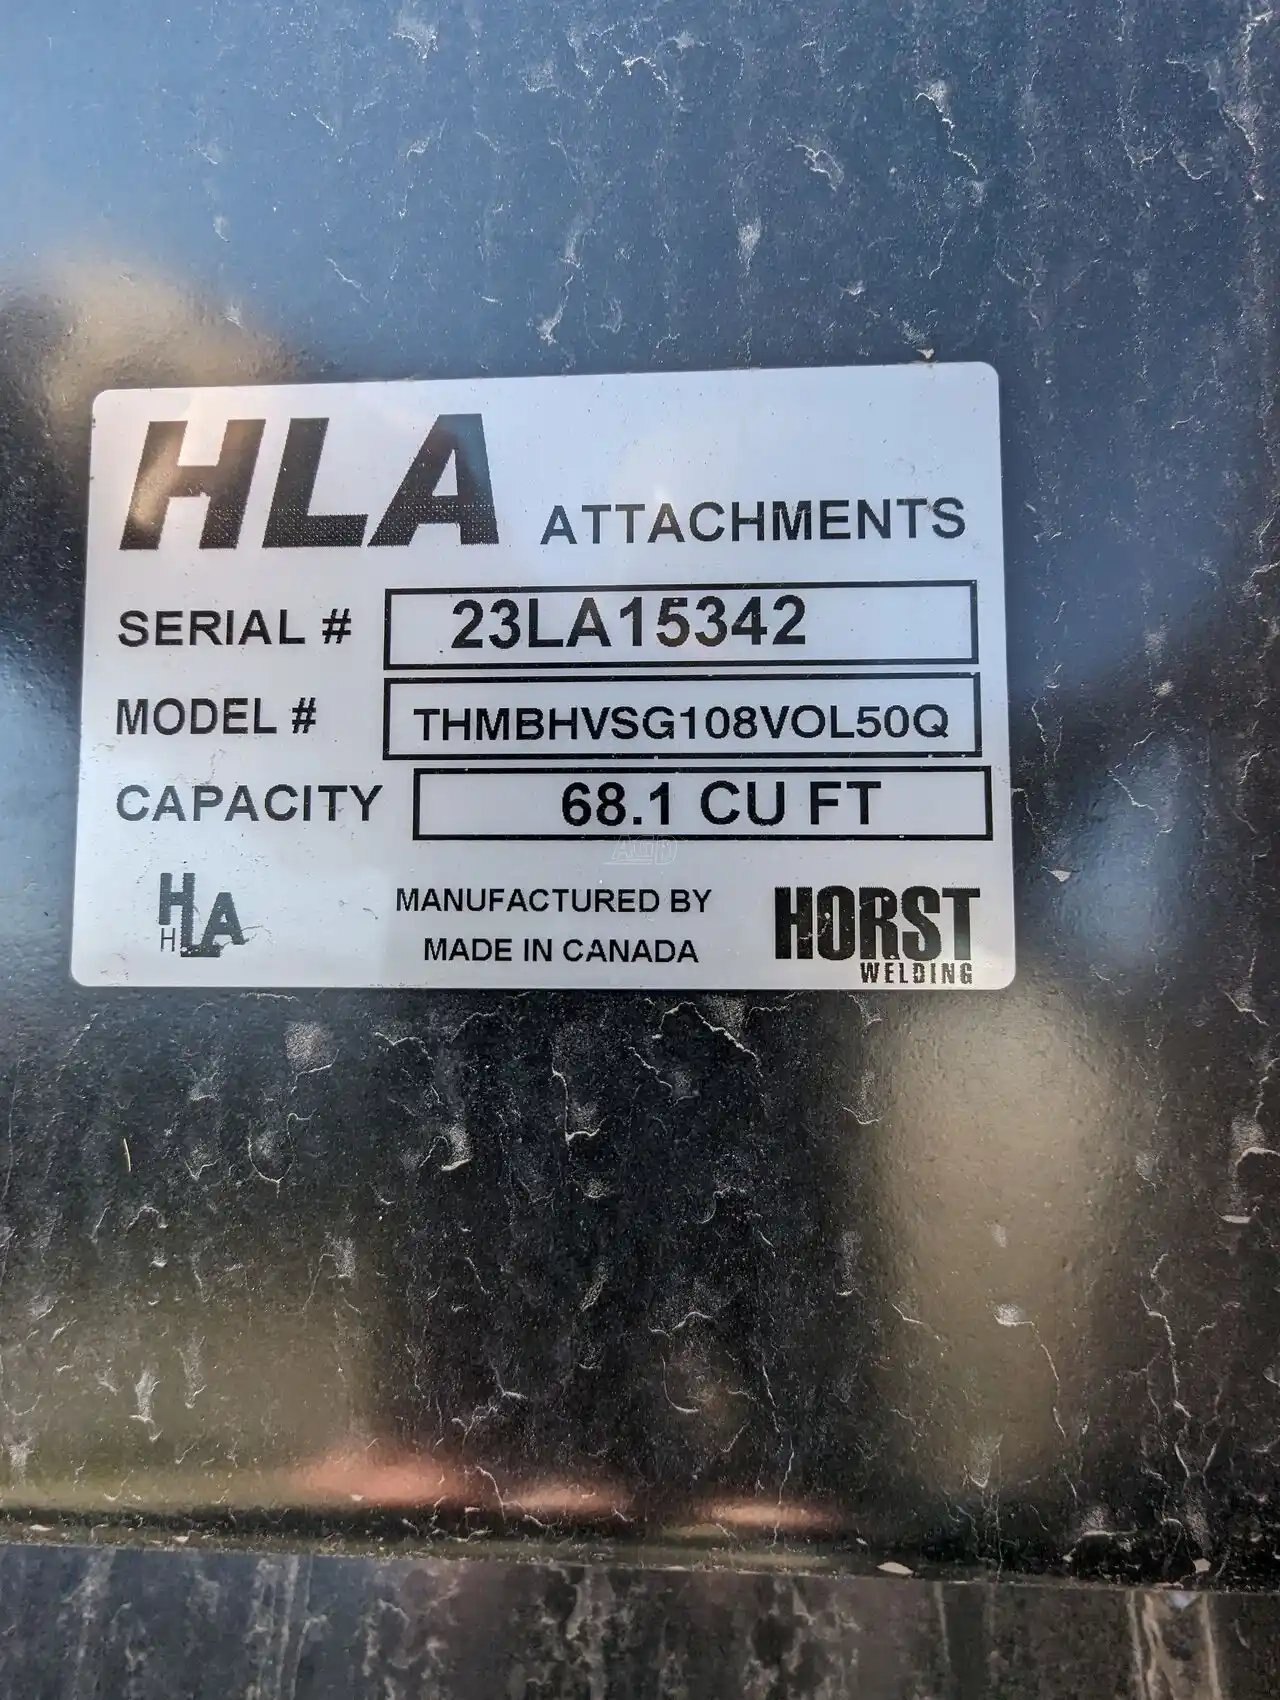 HLA ATTACHMENTS
SERIAL # 23LA15342
MODEL # THMBHVSG108VOL50Q
CAPACITY 68.1 CU FT
AGD
HLA
H
MANUFACTURED BY
MADE IN CANADA
HORST
WELDING